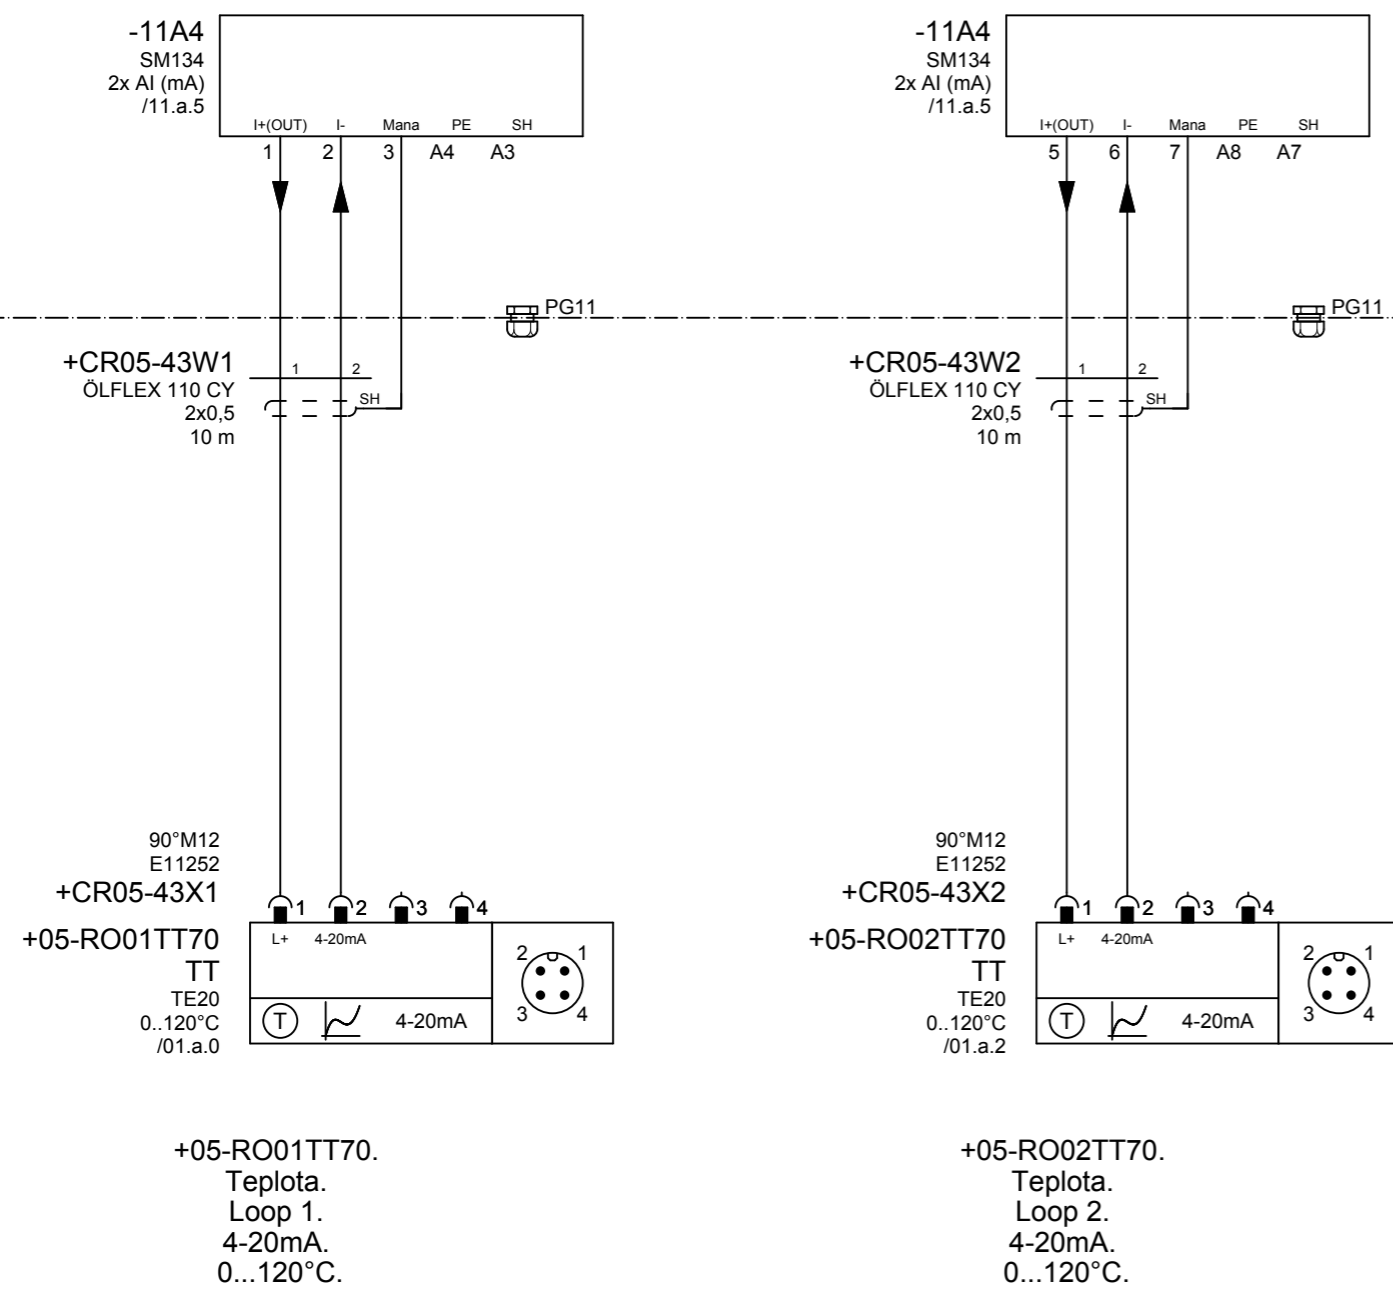 -11A4
SM134
2x AI (mA)
/11.a.5
I+(OUT) I- Mana PE SH
1 2 3 A4 A3
PG11
+CR05-43W1
ÖLFLEX 110 CY
2x0,5
10 m
1 2
SH
90°M12
E11252
+CR05-43X1
1 2 3 4
+05-RO01TT70
TT
TE20
0..120°C
/01.a.0
L+ 4-20mA
T 4-20mA
2 1
3 4
+05-RO01TT70.
Teplota.
Loop 1.
4-20mA.
0...120°C.
-11A4
SM134
2x AI (mA)
/11.a.5
I+(OUT) I- Mana PE SH
5 6 7 A8 A7
PG11
+CR05-43W2
ÖLFLEX 110 CY
2x0,5
10 m
1 2
SH
90°M12
E11252
+CR05-43X2
1 2 3 4
+05-RO02TT70
TT
TE20
0..120°C
/01.a.2
L+ 4-20mA
T 4-20mA
2 1
3 4
+05-RO02TT70.
Teplota.
Loop 2.
4-20mA.
0...120°C.